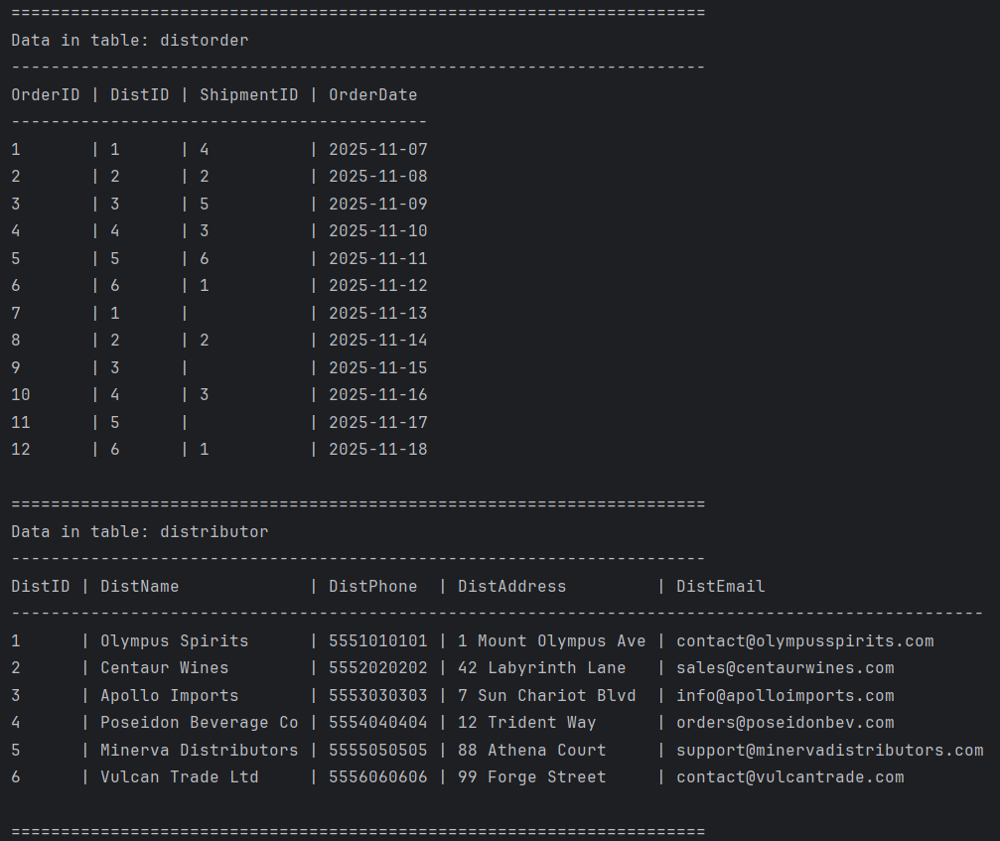 ======================================================================
Data in table: distorder
----------------------------------------------------------------------
OrderID | DistID | ShipmentID | OrderDate
------------------------------------------
1       | 1      | 4          | 2025-11-07
2       | 2      | 2          | 2025-11-08
3       | 3      | 5          | 2025-11-09
4       | 4      | 3          | 2025-11-10
5       | 5      | 6          | 2025-11-11
6       | 6      | 1          | 2025-11-12
7       | 1      |            | 2025-11-13
8       | 2      | 2          | 2025-11-14
9       | 3      |            | 2025-11-15
10      | 4      | 3          | 2025-11-16
11      | 5      |            | 2025-11-17
12      | 6      | 1          | 2025-11-18

======================================================================
Data in table: distributor
----------------------------------------------------------------------
DistID | DistName             | DistPhone  | DistAddress         | DistEmail
--------------------------------------------------------------------------------------------------
1      | Olympus Spirits      | 5551010101 | 1 Mount Olympus Ave | contact@olympusspirits.com
2      | Centaur Wines        | 5552020202 | 42 Labyrinth Lane   | sales@centaurwines.com
3      | Apollo Imports       | 5553030303 | 7 Sun Chariot Blvd  | info@apolloimports.com
4      | Poseidon Beverage Co | 5554040404 | 12 Trident Way      | orders@poseidonbev.com
5      | Minerva Distributors | 5555050505 | 88 Athena Court     | support@minervadistributors.com
6      | Vulcan Trade Ltd     | 5556060606 | 99 Forge Street     | contact@vulcantrade.com

======================================================================